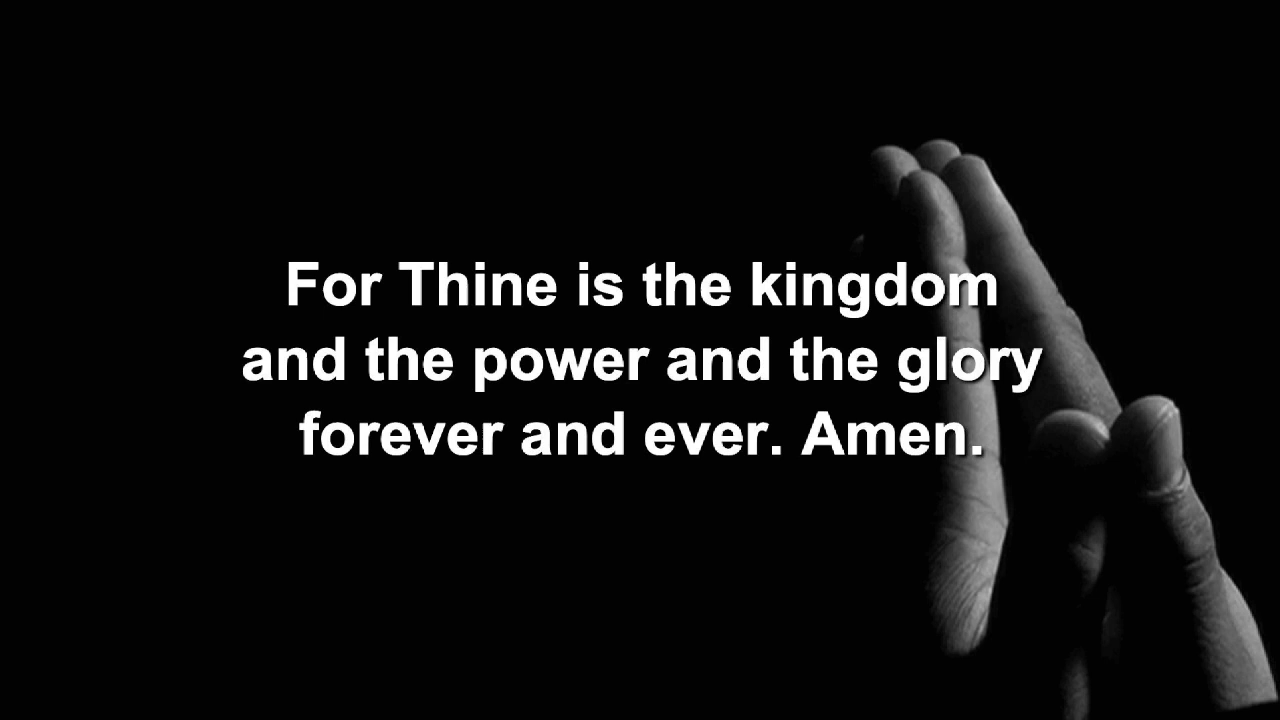 For Thine is the kingdom
and the power and the glory
forever and ever. Amen.